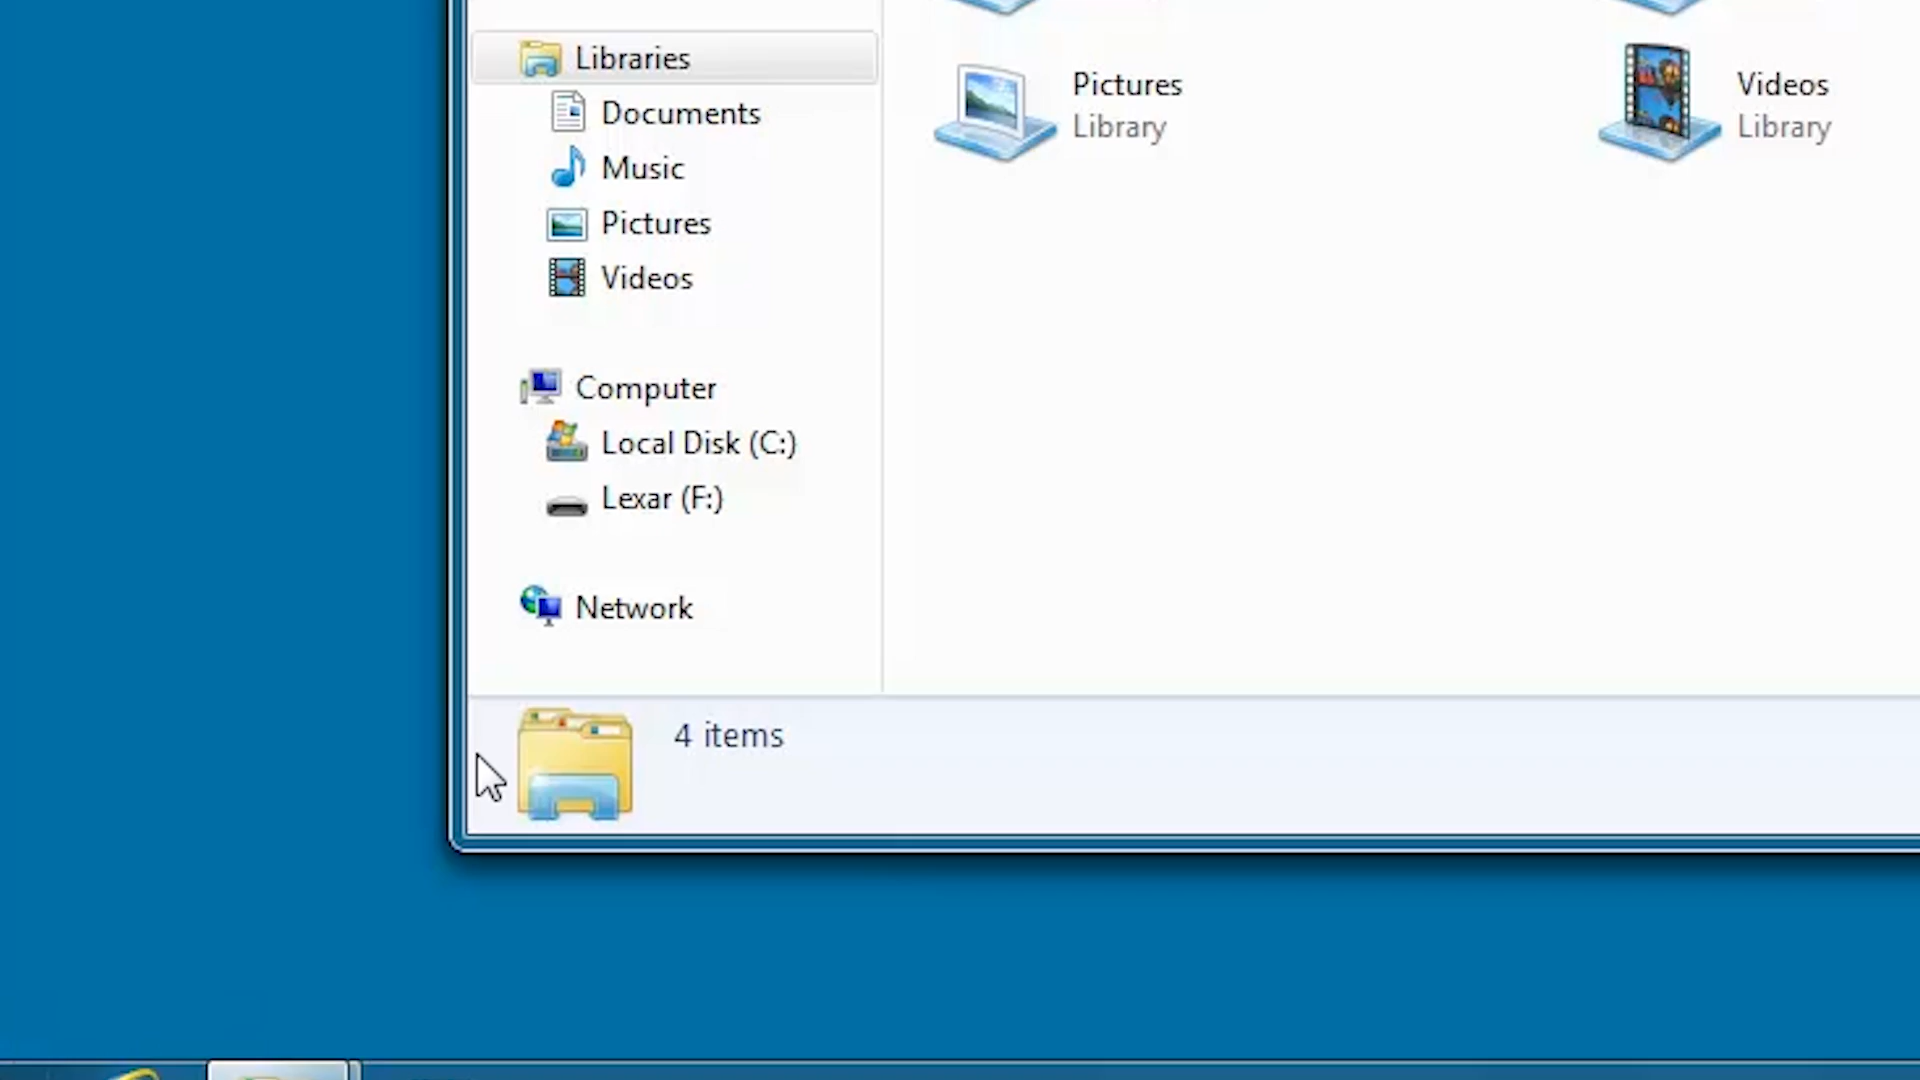 Libraries
Documents
Music
Pictures
Videos
Computer
Local Disk (C:)
Lexar (F:)
Network
Pictures
Library
Videos
Library
4 items